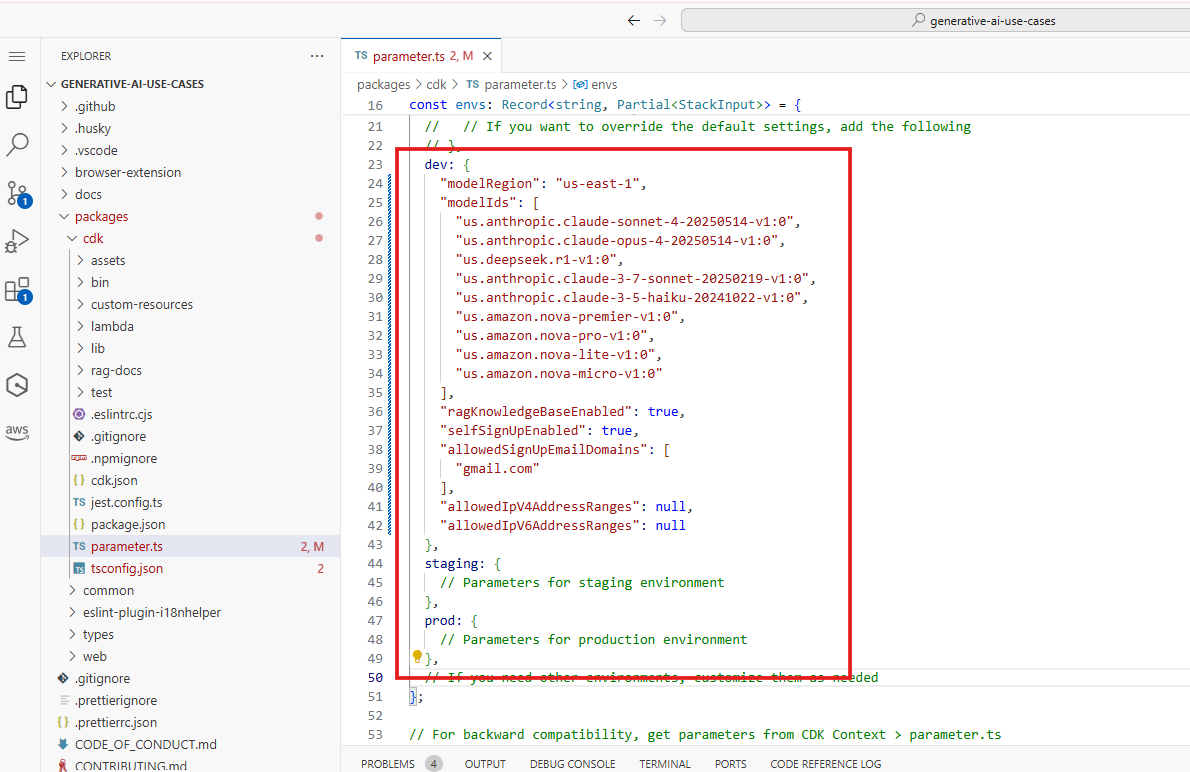 generative-ai-use-cases
EXPLORER
GENERATIVE-AI-USE-CASES
.github
.husky
.vscode
browser-extension
docs
packages
cdk
assets
bin
custom-resources
lambda
lib
rag-docs
test
.eslintrc.cjs
.gitignore
.npmignore
cdk.json
TS jest.config.ts
package.json
TS parameter.ts 2, M
tsconfig.json 2
common
eslint-plugin-i18nhelper
types
web
.gitignore
.prettierignore
.prettierrc.json
CODE_OF_CONDUCT.md
CONTRIBUTING.md
1
1
aws
TS parameter.ts 2, M
packages > cdk > TS parameter.ts > envs
16 const envs: Record<string, Partial<StackInput>> = {
21 // // If you want to override the default settings, add the following
22 // },
23 dev: {
24 "modelRegion": "us-east-1",
25 "modelIds": [
26 "us.anthropic.claude-sonnet-4-20250514-v1:0",
27 "us.anthropic.claude-opus-4-20250514-v1:0",
28 "us.deepseek.r1-v1:0",
29 "us.anthropic.claude-3-7-sonnet-20250219-v1:0",
30 "us.anthropic.claude-3-5-haiku-20241022-v1:0",
31 "us.amazon.nova-premier-v1:0",
32 "us.amazon.nova-pro-v1:0",
33 "us.amazon.nova-lite-v1:0",
34 "us.amazon.nova-micro-v1:0"
35 ],
36 "ragKnowledgeBaseEnabled": true,
37 "selfSignUpEnabled": true,
38 "allowedSignUpEmailDomains": [
39 "gmail.com"
40 ],
41 "allowedIpV4AddressRanges": null,
42 "allowedIpV6AddressRanges": null
43 },
44 staging: {
45 // Parameters for staging environment
46 },
47 prod: {
48 // Parameters for production environment
49 },
50 // If you need other environments, customize them as needed
51 };
52
53 // For backward compatibility, get parameters from CDK Context > parameter.ts
PROBLEMS 4 OUTPUT DEBUG CONSOLE TERMINAL PORTS CODE REFERENCE LOG